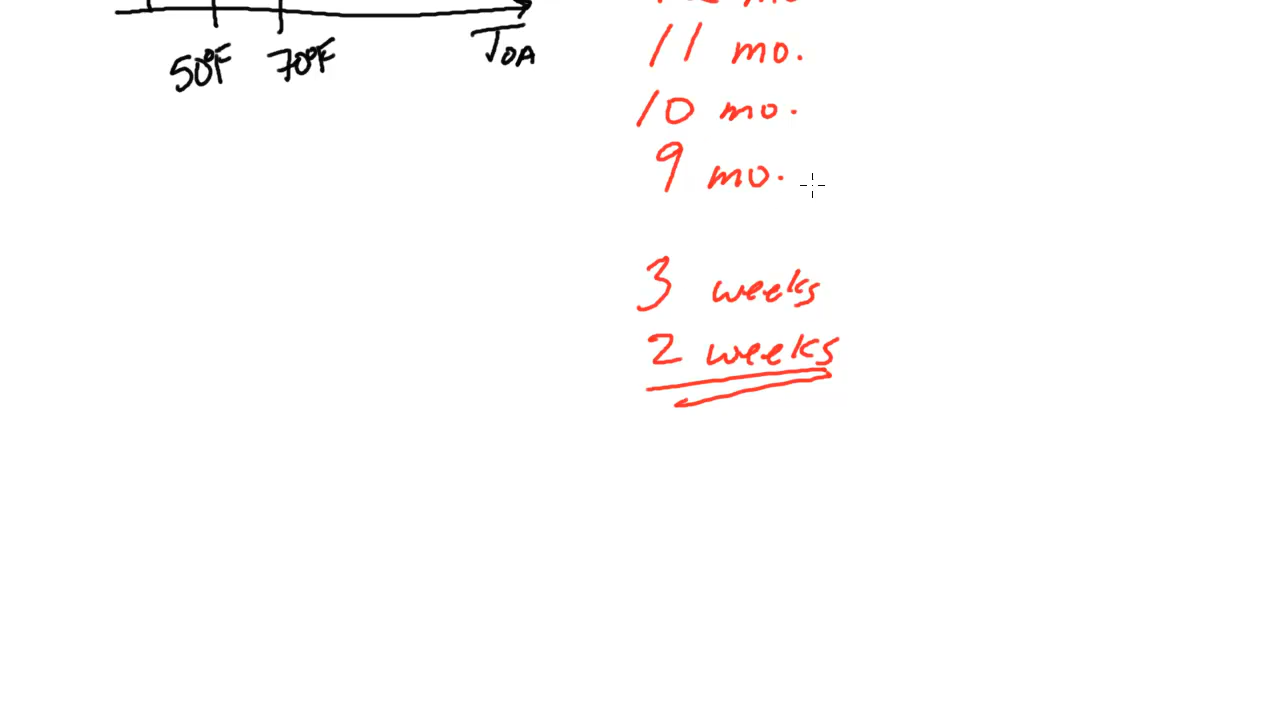 50°F 70°F T_OA
11 mo.
10 mo.
9 mo.
3 weeks
2 weeks